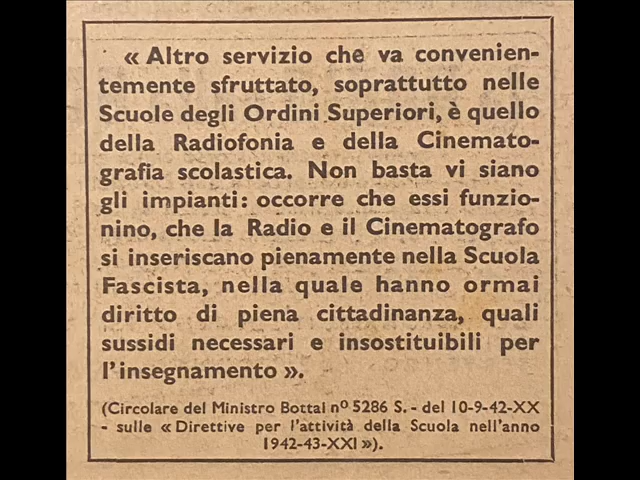 « Altro servizio che va convenien-
temente sfruttato, soprattutto nelle
Scuole degli Ordini Superiori, è quello
della Radiofonia e della Cinemato-
grafia scolastica. Non basta vi siano
gli impianti: occorre che essi funzio-
nino, che la Radio e il Cinematografo
si inseriscano pienamente nella Scuola
Fascista, nella quale hanno ormai
diritto di piena cittadinanza, quali
sussidi necessari e insostituibili per
l'insegnamento ».
(Circolare del Ministro Bottai nº 5286 S. - del 10-9-42-XX
- sulle « Direttive per l'attività della Scuola nell'anno
1942-43-XXI »).